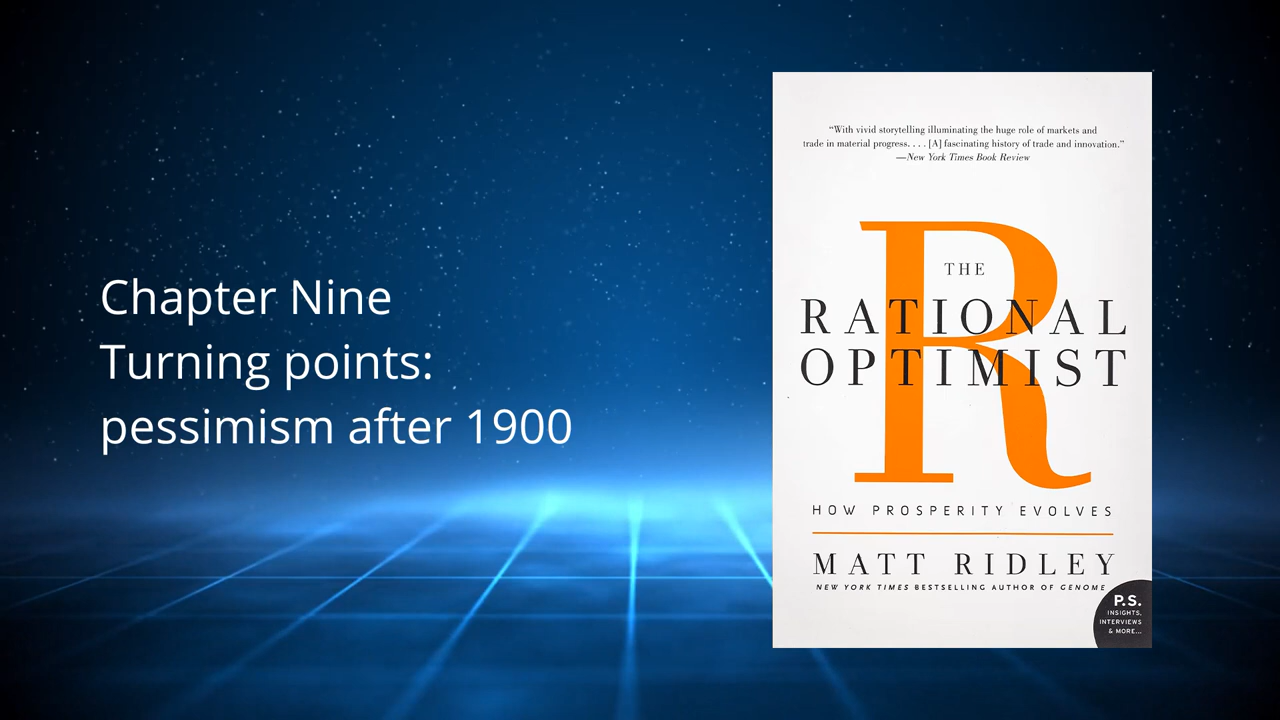 Chapter Nine
Turning points:
pessimism after 1900
“With vivid storytelling illuminating the huge role of markets and
trade in material progress. . . . [A] fascinating history of trade and innovation.”
—New York Times Book Review
R
THE
RATIONAL
OPTIMIST
HOW PROSPERITY EVOLVES
MATT RIDLEY
NEW YORK TIMES BESTSELLING AUTHOR OF GENOME
P.S.
INSIGHTS,
INTERVIEWS
& MORE...